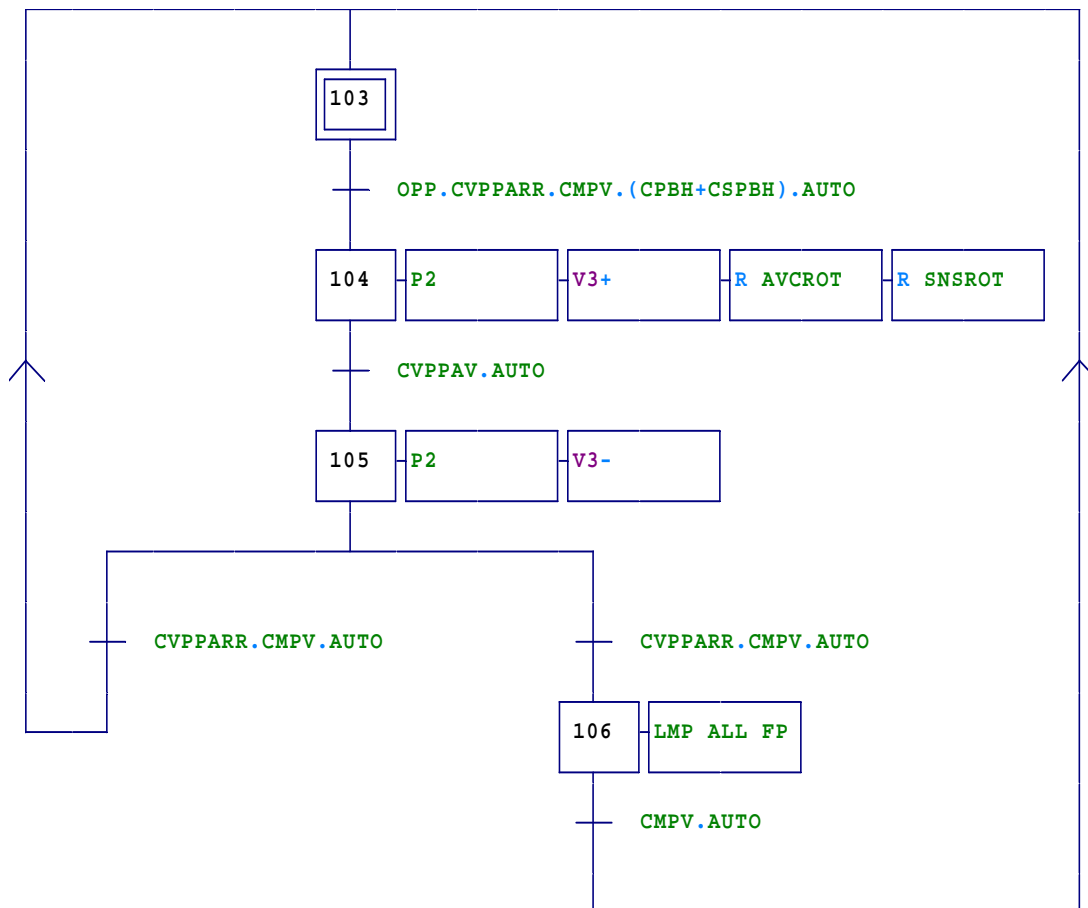 103
OPP.CVPPARR.CMPV.(CPBH+CSPBH).AUTO
104 P2 V3+ R AVCROT R SNSROT
CVPPAV.AUTO
105 P2 V3-
CVPPARR.CMPV.AUTO CVPPARR.CMPV.AUTO
106 LMP ALL FP
CMPV.AUTO